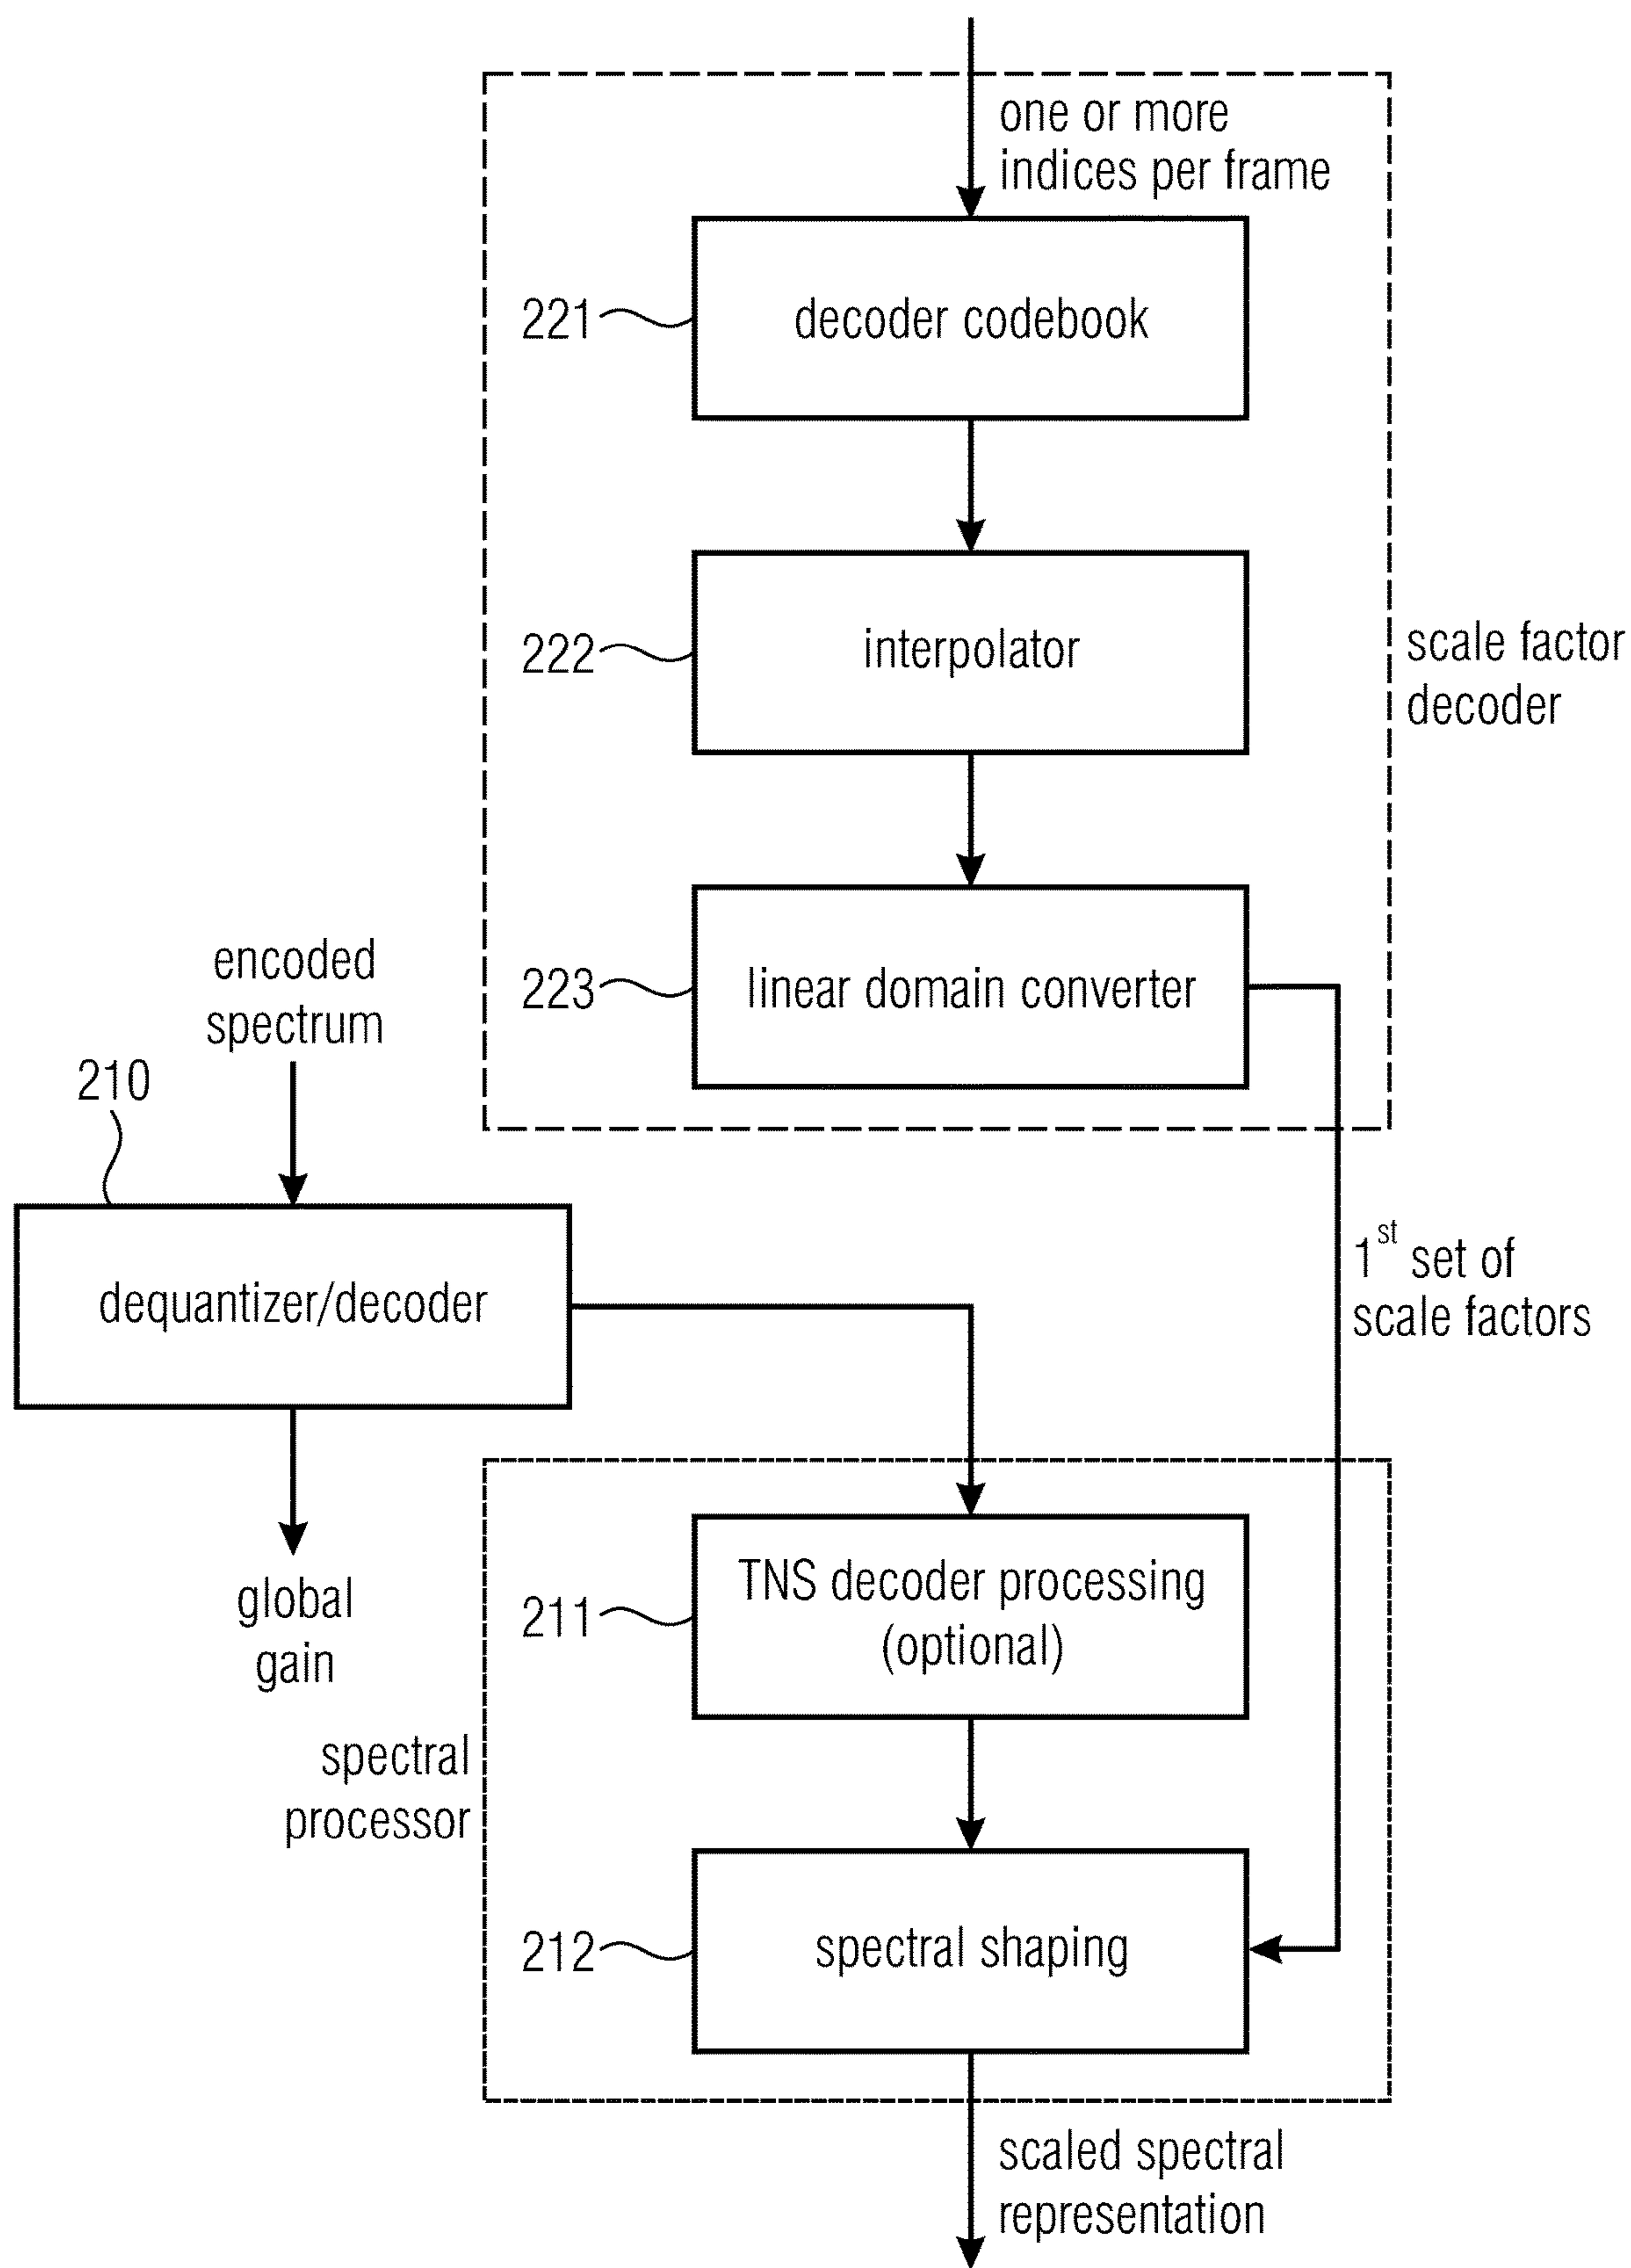 one or more
indices per frame
221
decoder codebook
222
interpolator
scale factor
decoder
223
linear domain converter
encoded
spectrum
210
dequantizer/decoder
1st set of
scale factors
global
gain
211
TNS decoder processing
(optional)
spectral
processor
212
spectral shaping
scaled spectral
representation